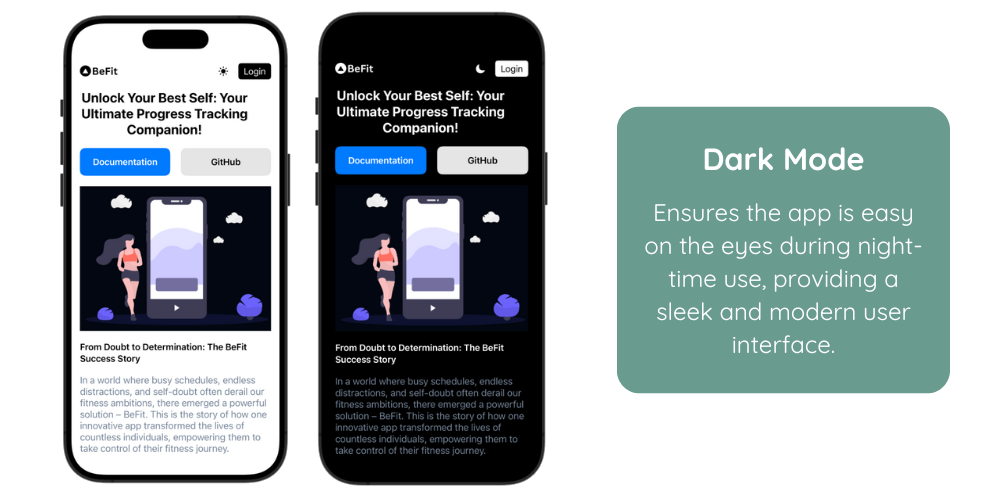 BeFit
Login
Unlock Your Best Self: Your
Ultimate Progress Tracking
Companion!
Documentation
GitHub
From Doubt to Determination: The BeFit
Success Story
In a world where busy schedules, endless
distractions, and self-doubt often derail our
fitness ambitions, there emerged a powerful
solution – BeFit. This is the story of how one
innovative app transformed the lives of
countless individuals, empowering them to
take control of their fitness journey.
BeFit
Login
Unlock Your Best Self: Your
Ultimate Progress Tracking
Companion!
Documentation
GitHub
From Doubt to Determination: The BeFit
Success Story
In a world where busy schedules, endless
distractions, and self-doubt often derail our
fitness ambitions, there emerged a powerful
solution – BeFit. This is the story of how one
innovative app transformed the lives of
countless individuals, empowering them to
take control of their fitness journey.
Dark Mode
Ensures the app is easy
on the eyes during night-
time use, providing a
sleek and modern user
interface.